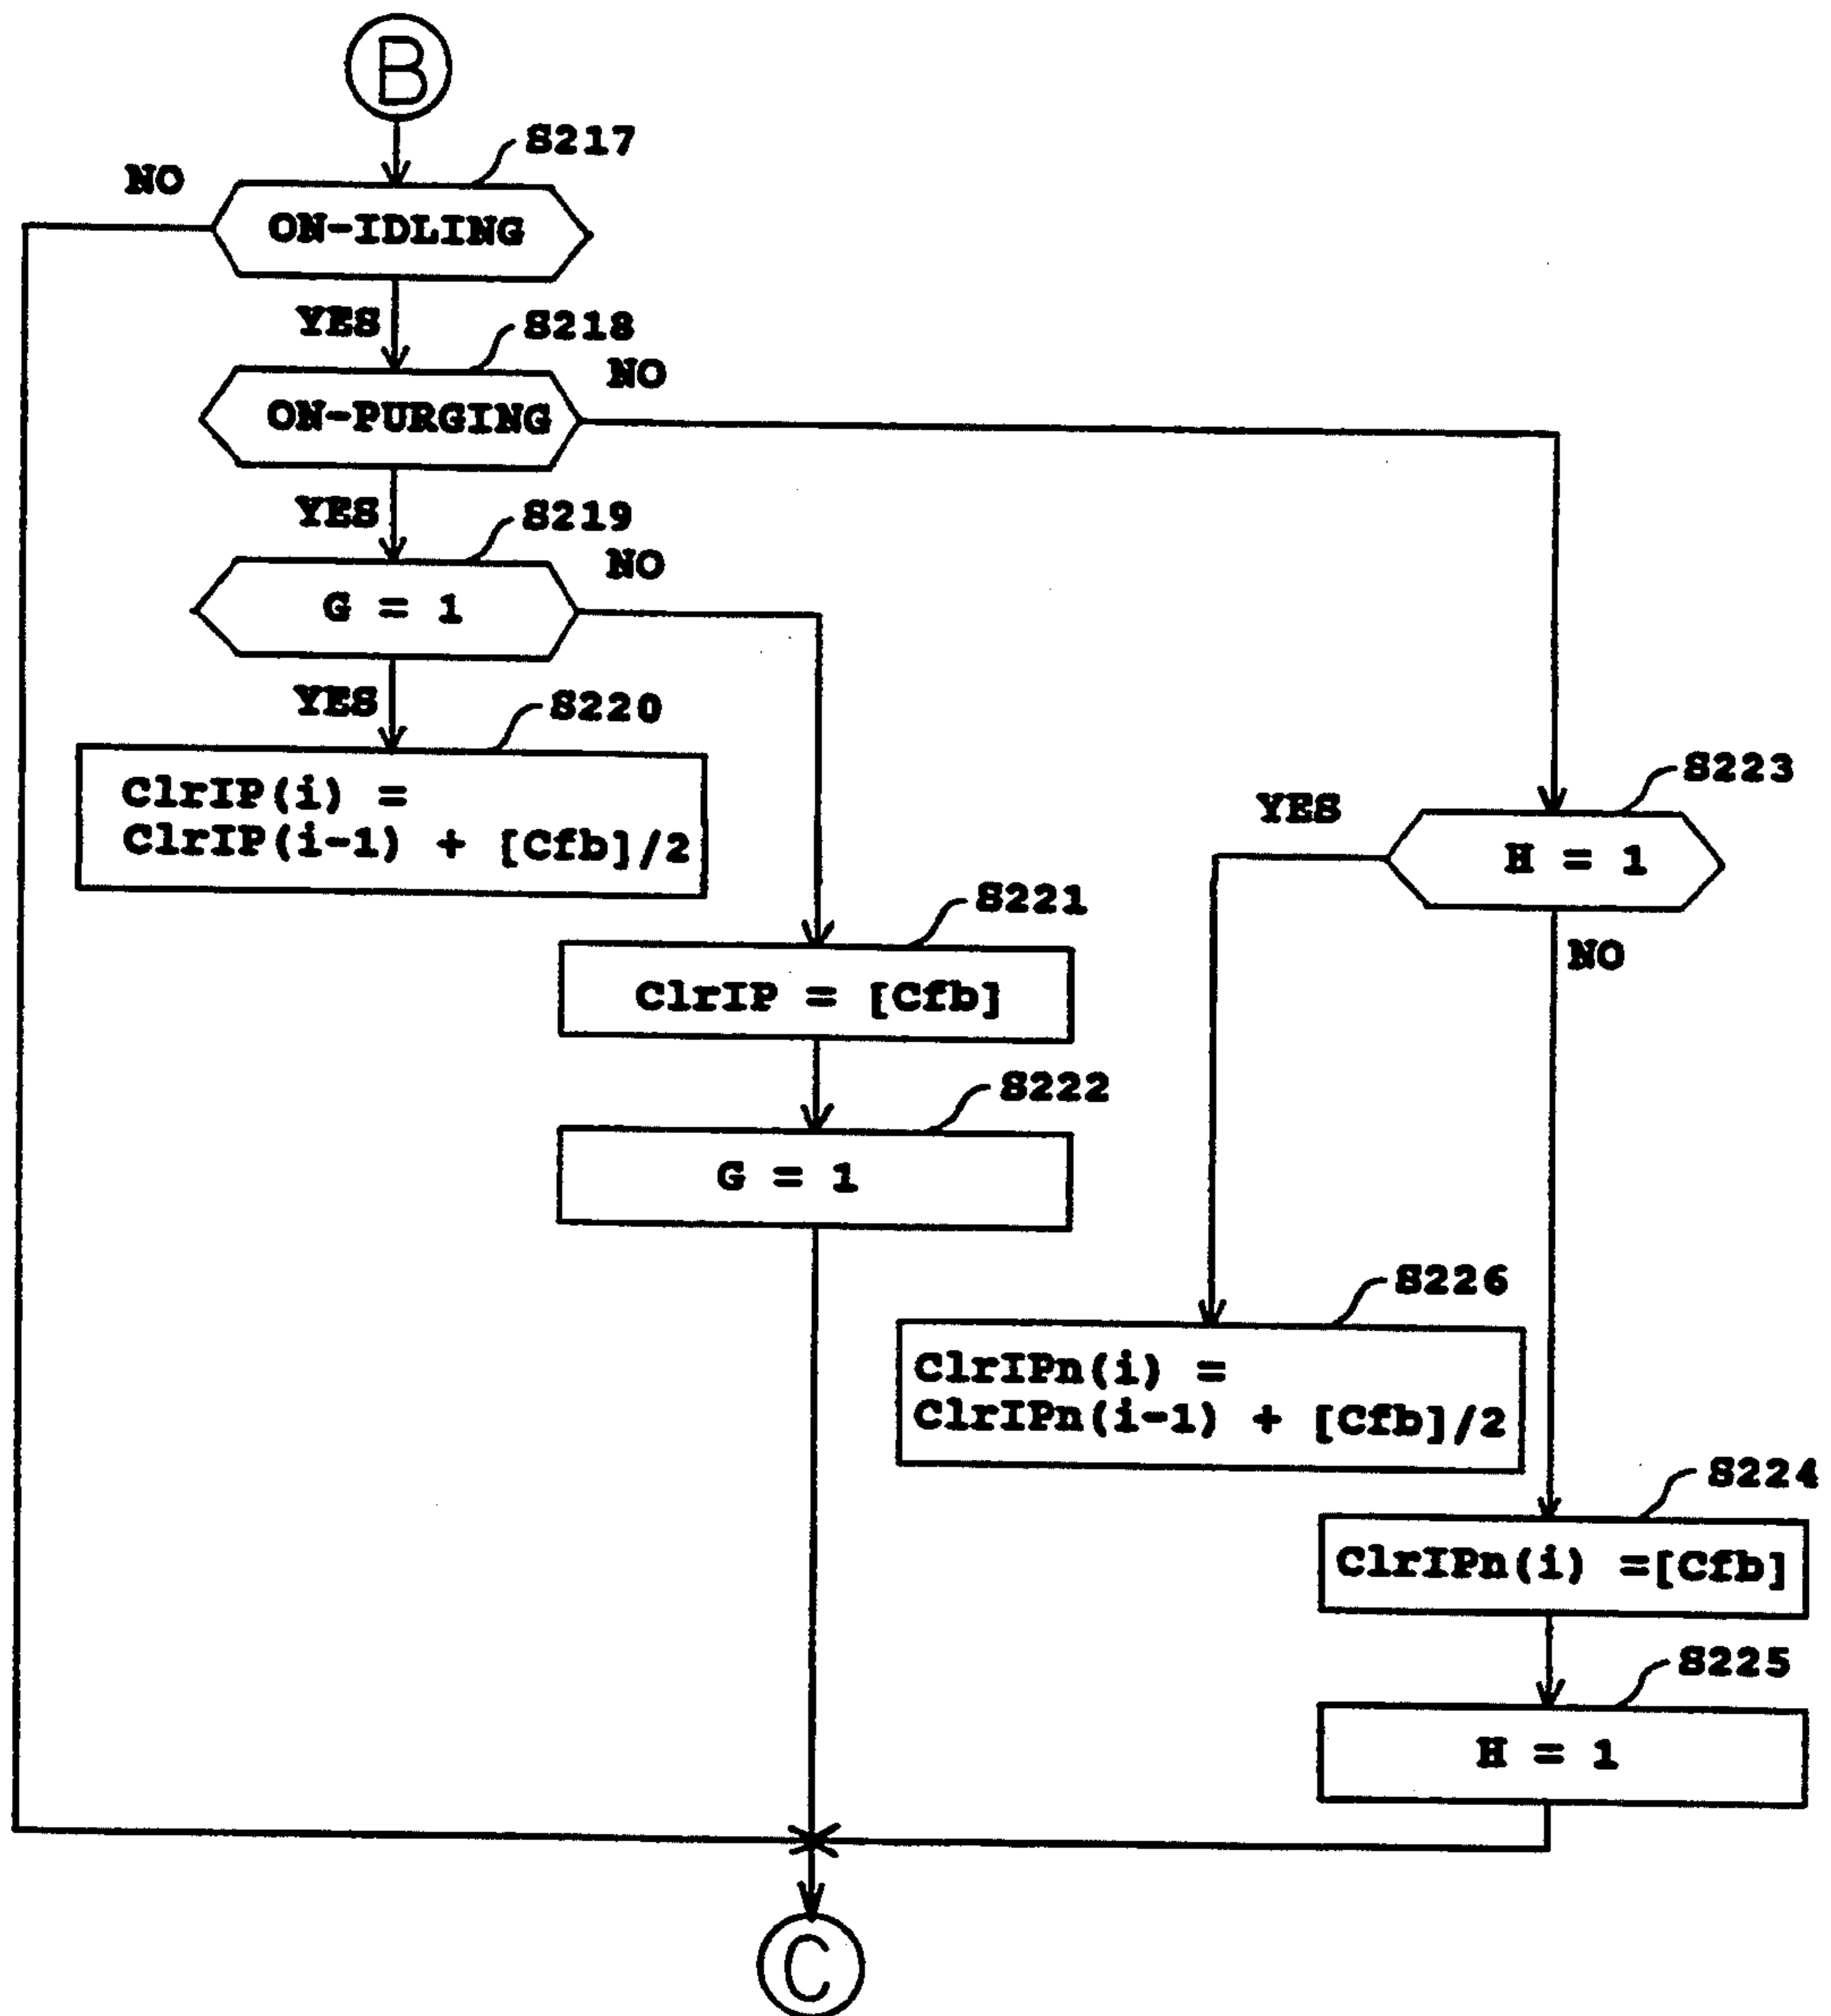 B
S217
NO
ON-IDLING
YES
S218
NO
ON-PURGING
YES
S219
NO
G = 1
YES
S220
ClrIP(i) =
ClrIP(i-1) + [Cfb]/2
S223
YES
H = 1
NO
S221
ClrIP = [Cfb]
S222
G = 1
S226
ClrIPn(i) =
ClrIPn(i-1) + [Cfb]/2
S224
ClrIPn(i) =[Cfb]
S225
H = 1
C